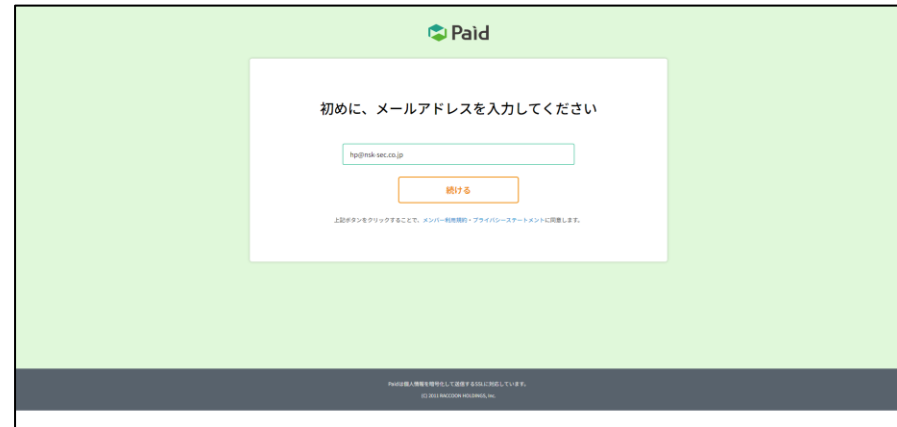 Paid
初めに、メールアドレスを入力してください
hp@nsk-sec.co.jp
続ける
上記ボタンをクリックすることで、メンバー利用規約・プライバシーステートメントに同意します。
Paidは個人情報を暗号化して送信するSSLに対応しています。
(C) 2011 RACCOON HOLDINGS, Inc.